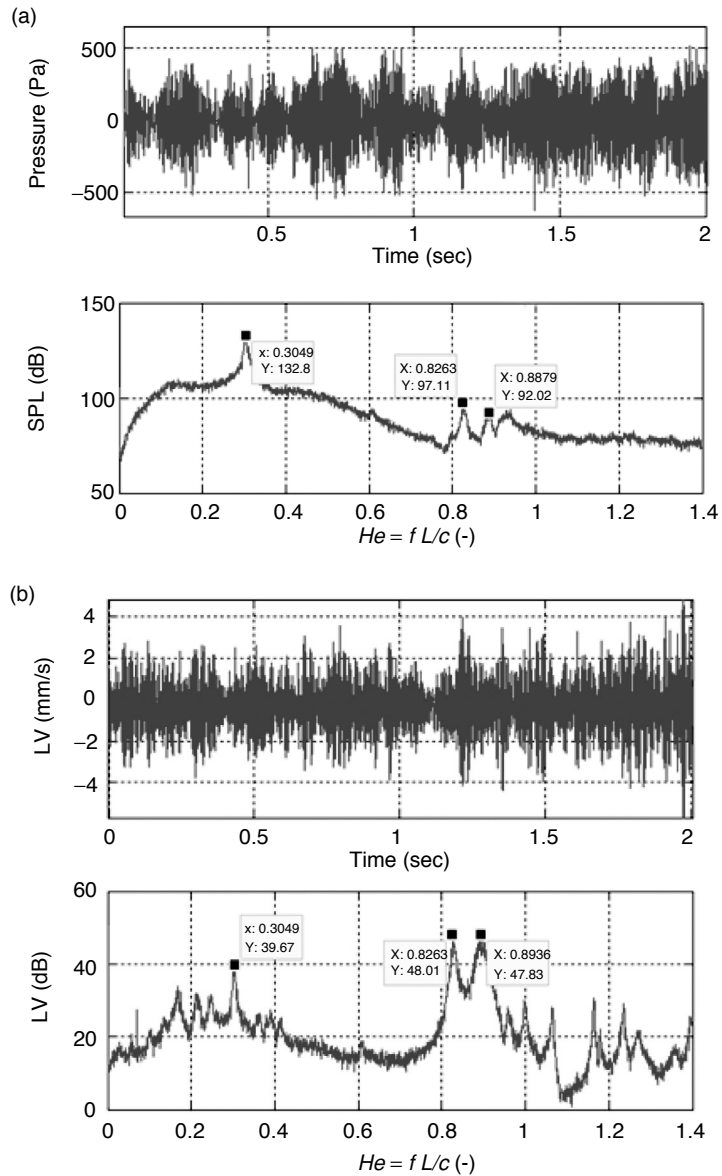 (a)
500
0
−500
Pressure (Pa)
0.5
1
1.5
2
Time (sec)
150
100
50
SPL (dB)
x: 0.3049
Y: 132.8
X: 0.8263
Y: 97.11
X: 0.8879
Y: 92.02
0
0.2
0.4
0.6
0.8
1
1.2
1.4
He = f L/c (-)
(b)
4
2
0
−2
−4
LV (mm/s)
0
0.5
1
1.5
2
Time (sec)
60
40
20
0
LV (dB)
x: 0.3049
Y: 39.67
X: 0.8263
Y: 48.01
X: 0.8936
Y: 47.83
0
0.2
0.4
0.6
0.8
1
1.2
1.4
He = f L/c (-)